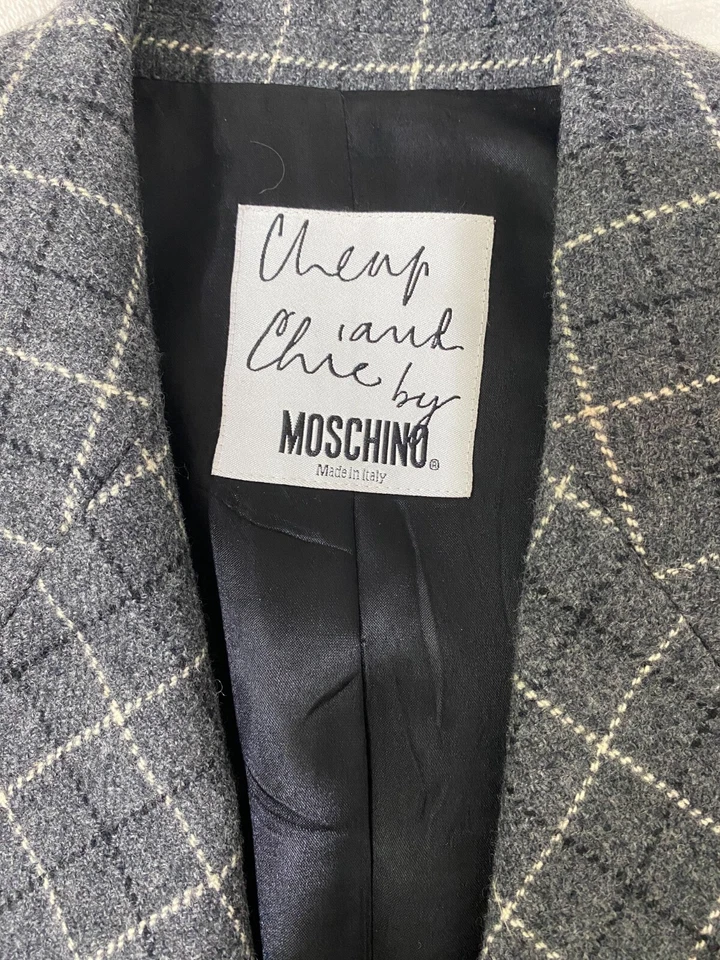 Cheap
and
Chic
by
MOSCHINO®
Made in Italy